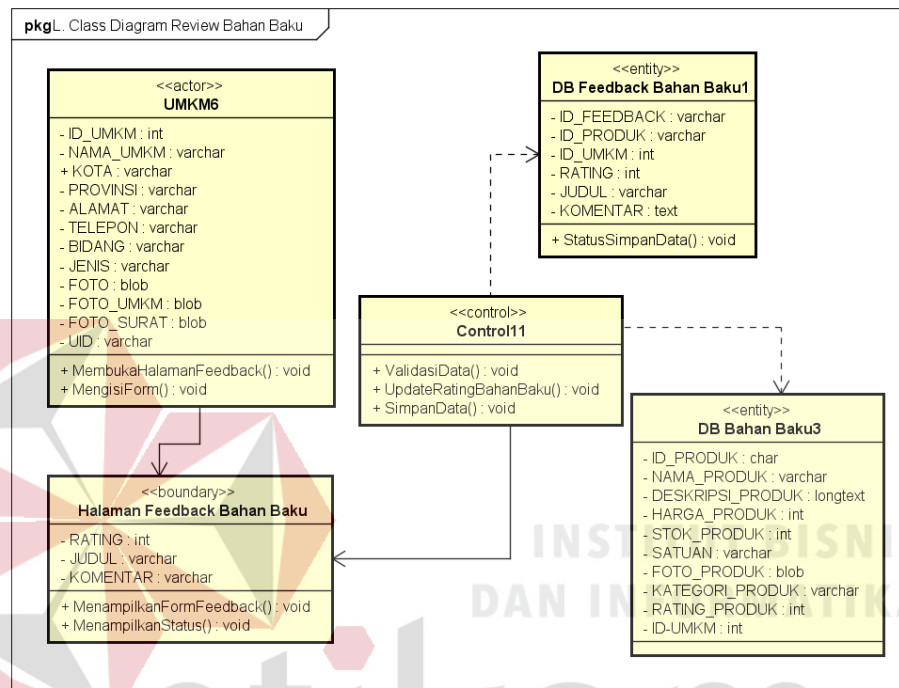 pkg L. Class Diagram Review Bahan Baku
<<actor>>
UMKM6
- ID_UMKM : int
- NAMA_UMKM : varchar
+ KOTA : varchar
- PROVINSI : varchar
- ALAMAT : varchar
- TELEPON : varchar
- BIDANG : varchar
- JENIS : varchar
- FOTO : blob
- FOTO_UMKM : blob
- FOTO_SURAT : blob
- UID : varchar
+ MembukaHalamanFeedback() : void
+ MengisiForm() : void
<<entity>>
DB Feedback Bahan Baku1
- ID_FEEDBACK : varchar
- ID_PRODUK : varchar
- ID_UMKM : int
- RATING : int
- JUDUL : varchar
- KOMENTAR : text
+ StatusSimpanData() : void
<<control>>
Control11
+ ValidasiData() : void
+ UpdateRatingBahanBaku() : void
+ SimpanData() : void
<<boundary>>
Halaman Feedback Bahan Baku
- RATING : int
- JUDUL : varchar
- KOMENTAR : varchar
+ MenampilkanFormFeedback() : void
+ MenampilkanStatus() : void
<<entity>>
DB Bahan Baku3
- ID_PRODUK : char
- NAMA_PRODUK : varchar
- DESKRIPSI_PRODUK : longtext
- HARGA_PRODUK : int
- STOK_PRODUK : int
- SATUAN : varchar
- FOTO_PRODUK : blob
- KATEGORI_PRODUK : varchar
- RATING_PRODUK : int
- ID-UMKM : int